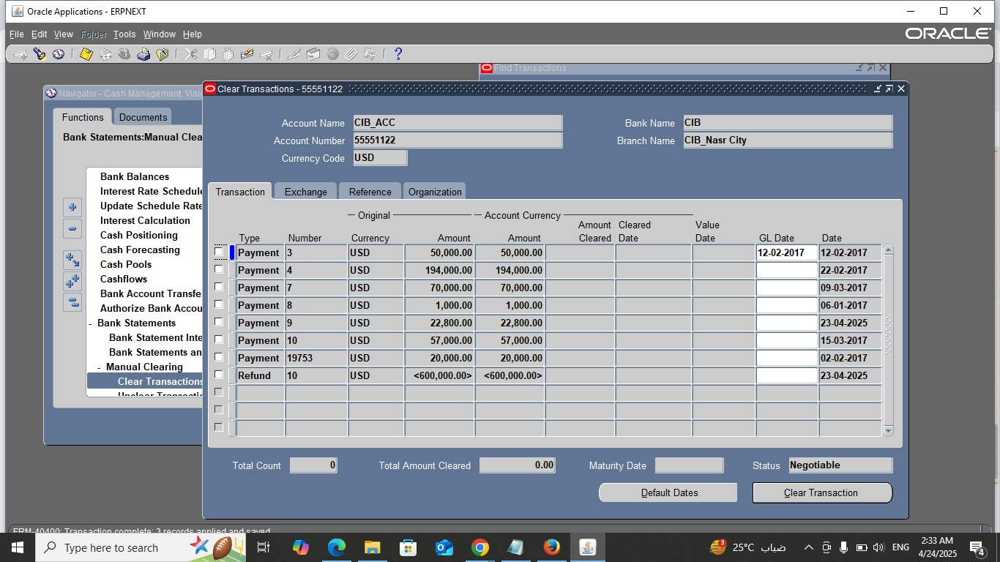 Oracle Applications - ERPNEXT
File Edit View Folder Tools Window Help
ORACLE
Find Transactions
Navigator - Cash Management, Visi
Clear Transactions - 55551122
Functions Documents
Bank Statements:Manual Clea
Account Name CIB_ACC Bank Name CIB
Account Number 55551122 Branch Name CIB_Nasr City
Currency Code USD
Bank Balances
Interest Rate Schedule
Update Schedule Rate
Interest Calculation
Cash Positioning
Cash Forecasting
Cash Pools
Cashflows
Bank Account Transfe
Authorize Bank Accou
- Bank Statements
Bank Statement Inte
Bank Statements an
- Manual Clearing
Clear Transactions
Unclear Transacti
Transaction Exchange Reference Organization
Original Account Currency
Amount Cleared Value
Type Number Currency Amount Amount Cleared Date Date GL Date Date
Payment 3 USD 50,000.00 50,000.00 12-02-2017 12-02-2017
Payment 4 USD 194,000.00 194,000.00 22-02-2017
Payment 7 USD 70,000.00 70,000.00 09-03-2017
Payment 8 USD 1,000.00 1,000.00 06-01-2017
Payment 9 USD 22,800.00 22,800.00 23-04-2025
Payment 10 USD 57,000.00 57,000.00 15-03-2017
Payment 19753 USD 20,000.00 20,000.00 02-02-2017
Refund 10 USD <600,000.00> <600,000.00> 23-04-2025
Total Count 0 Total Amount Cleared 0.00 Maturity Date Status Negotiable
Default Dates Clear Transaction
FRM-40400: Transaction complete: 3 records applied and saved
Type here to search
3 25°C ضباب ENG 2:33 AM
4/24/2025 4